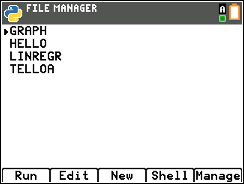 FILE MANAGER
A
GRAPH
HELLO
LINREGR
TELLOA
Run Edit New Shell Manage